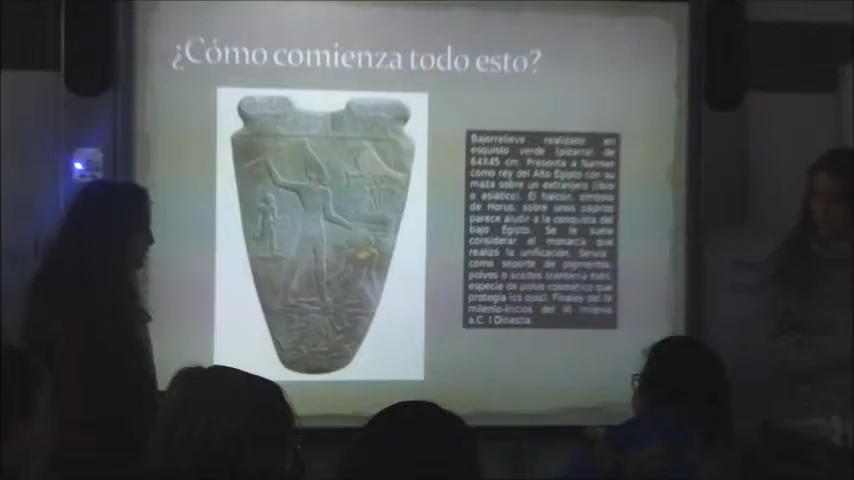 ¿Cómo comienza todo esto?
Bajorrelieve realizado en
esquisto verde (pizarra) de
64X45 cm. Presenta a Narmer
como rey del Alto Egipto con su
maza sobre un extranjero (libio
o asiático). El halcón, símbolo
de Horus, sobre unos papiros
parece aludir a la conquista del
bajo Egipto. Se le suele
considerar el monarca que
realizó la unificación. Servía
como soporte de pigmentos,
polvos o aceites (contenía kohl,
especie de polvo cosmético que
protegía los ojos). Finales del IV
milenio-inicios del III milenio
a.C. I Dinastía